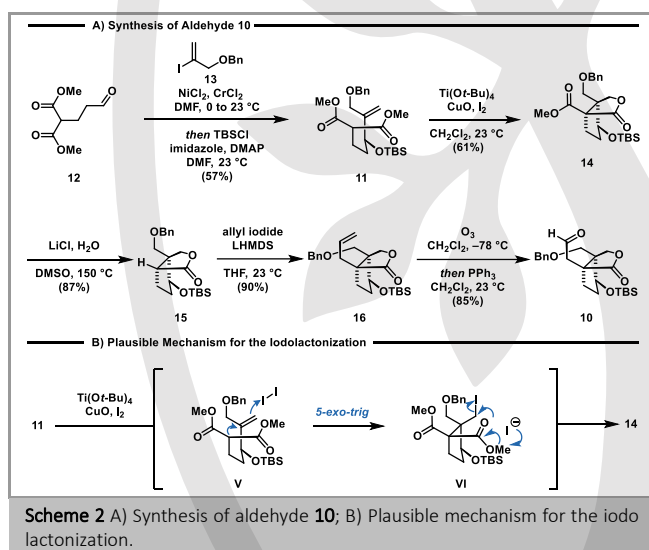 A) Synthesis of Aldehyde 10
MeO
O
O
OMe
O
12
I
OBn
13
NiCl2, CrCl2
DMF, 0 to 23 °C
then TBSCl
imidazole, DMAP
DMF, 23 °C
(57%)
OBn
MeO
OMe
O
O
OTBS
11
Ti(Ot-Bu)4
CuO, I2
CH2Cl2, 23 °C
(61%)
OBn
O
MeO
O
O
OTBS
14
LiCl, H2O
DMSO, 150 °C
(87%)
OBn
H
O
O
OTBS
15
allyl iodide
LHMDS
THF, 23 °C
(90%)
BnO
O
O
OTBS
16
O3
CH2Cl2, –78 °C
then PPh3
CH2Cl2, 23 °C
(85%)
H
O
BnO
O
O
OTBS
10
B) Plausible Mechanism for the Iodolactonization
11
Ti(Ot-Bu)4
CuO, I2
I
I
OBn
MeO
OMe
O
O
OTBS
V
5-exo-trig
OBn
I
MeO
O
O
OMe
I
OTBS
VI
14
Scheme 2 A) Synthesis of aldehyde 10; B) Plausible mechanism for the iodo
lactonization.